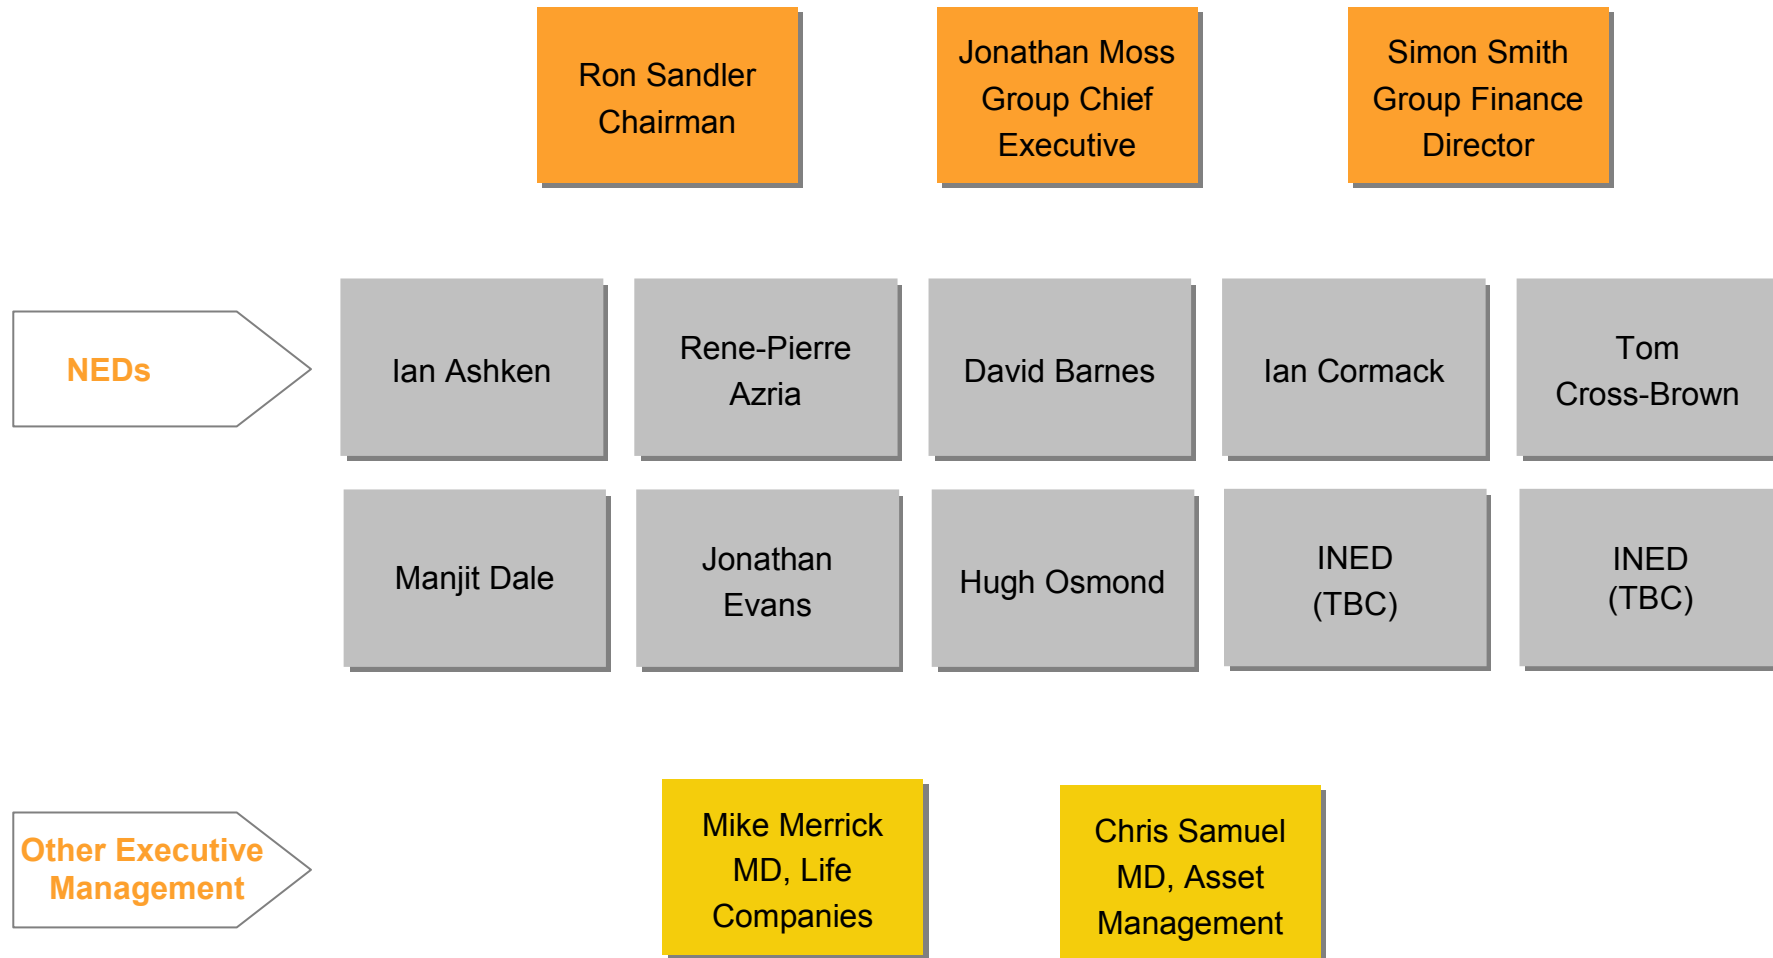 Ron Sandler
Chairman
Jonathan Moss
Group Chief
Executive
Simon Smith
Group Finance
Director
NEDs
Ian Ashken
Rene-Pierre
Azria
David Barnes
Ian Cormack
Tom
Cross-Brown
Manjit Dale
Jonathan
Evans
Hugh Osmond
INED
(TBC)
INED
(TBC)
Other Executive
Management
Mike Merrick
MD, Life
Companies
Chris Samuel
MD, Asset
Management